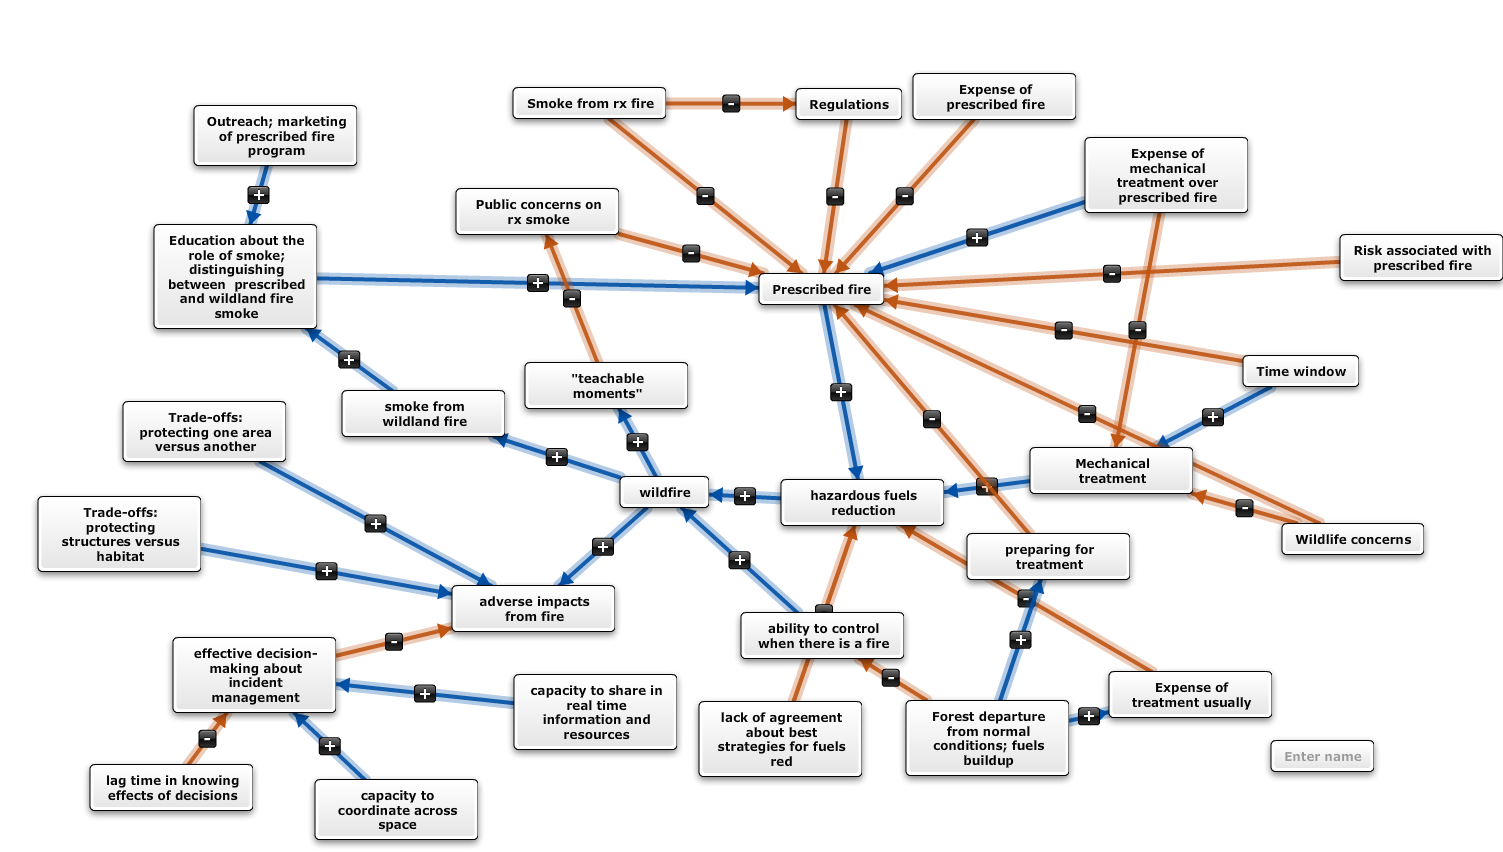 Smoke from rx fire
Regulations
Expense of
prescribed fire
Outreach; marketing
of prescribed fire
program
Expense of
mechanical
treatment over
prescribed fire
Public concerns on
rx smoke
Education about the
role of smoke;
distinguishing
between prescribed
and wildland fire
smoke
Risk associated with
prescribed fire
Prescribed fire
"teachable
moments"
Time window
smoke from
wildland fire
Trade-offs:
protecting one area
versus another
Mechanical
treatment
wildfire
hazardous fuels
reduction
Trade-offs:
protecting
structures versus
habitat
Wildlife concerns
preparing for
treatment
adverse impacts
from fire
ability to control
when there is a fire
effective decision-
making about
incident
management
capacity to share in
real time
information and
resources
Expense of
treatment usually
lack of agreement
about best
strategies for fuels
red
Forest departure
from normal
conditions; fuels
buildup
Enter name
lag time in knowing
effects of decisions
capacity to
coordinate across
space